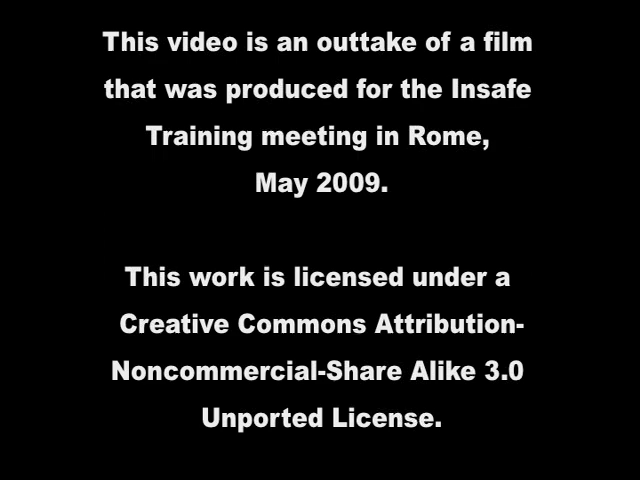 This video is an outtake of a film
that was produced for the Insafe
Training meeting in Rome,
May 2009.
This work is licensed under a
Creative Commons Attribution-
Noncommercial-Share Alike 3.0
Unported License.